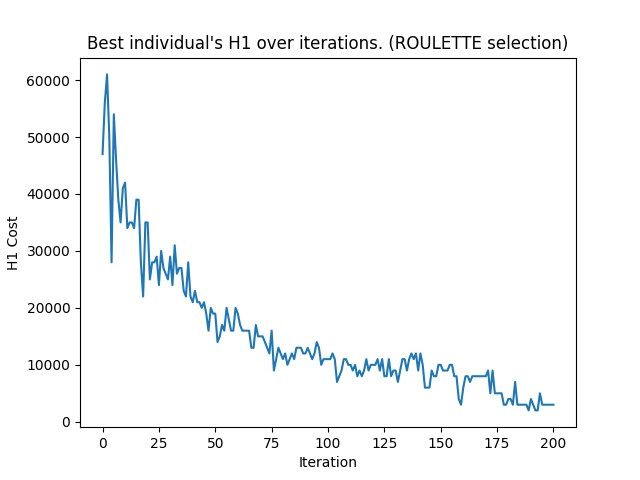 Best individual's H1 over iterations. (ROULETTE selection)
60000
50000
40000
30000
20000
10000
0
H1 Cost
0 25 50 75 100 125 150 175 200
Iteration